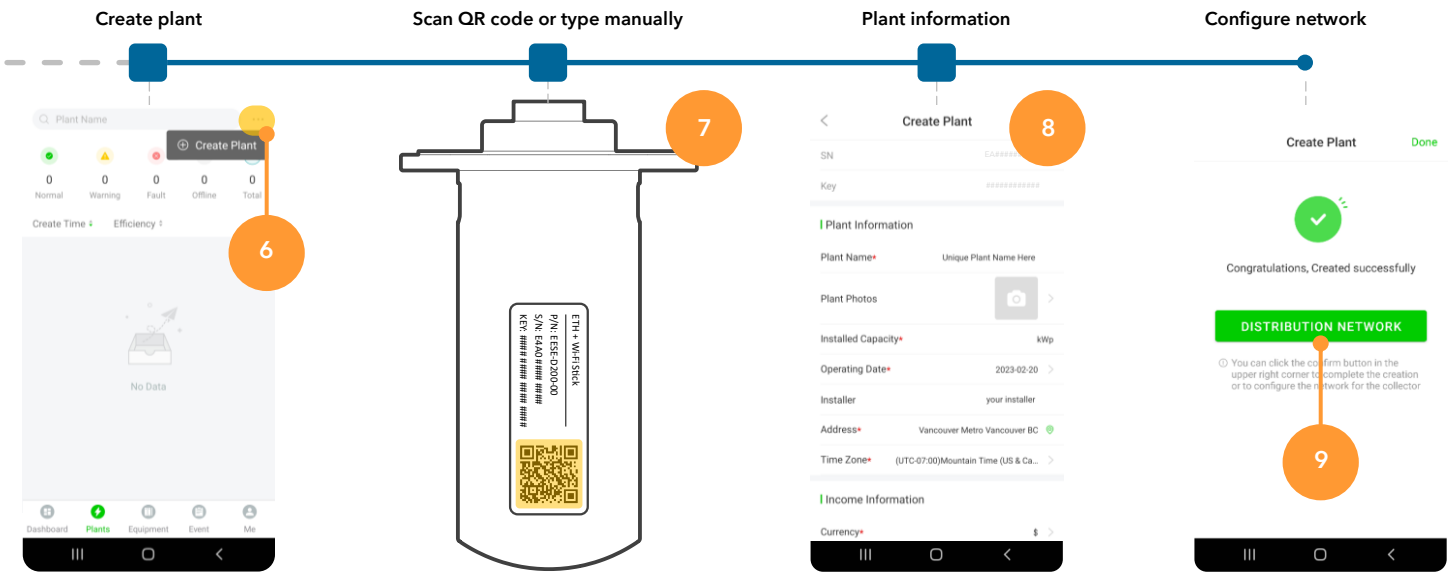 Create plant
Scan QR code or type manually
Plant information
Configure network
Plant Name
Create Plant
0 0 0 0 0
Normal Warning Fault Offline Total
Create Time Efficiency
6
No Data
Dashboard Plants Equipment Event Me
7
ETH + Wi-Fi Stick
P/N: EESE-D200-00
S/N: E4A0 #### ####
KEY: #### #### #### ####
8
Create Plant
SN EA########
Key ############
Plant Information
Plant Name* Unique Plant Name Here
Plant Photos
Installed Capacity* kWp
Operating Date* 2023-02-20
Installer your installer
Address* Vancouver Metro Vancouver BC
Time Zone* (UTC-07:00)Mountain Time (US & Ca...
Income Information
Currency* $
Create Plant Done
Congratulations, Created successfully
DISTRIBUTION NETWORK
You can click the confirm button in the
upper right corner to complete the creation
or to configure the network for the collector
9